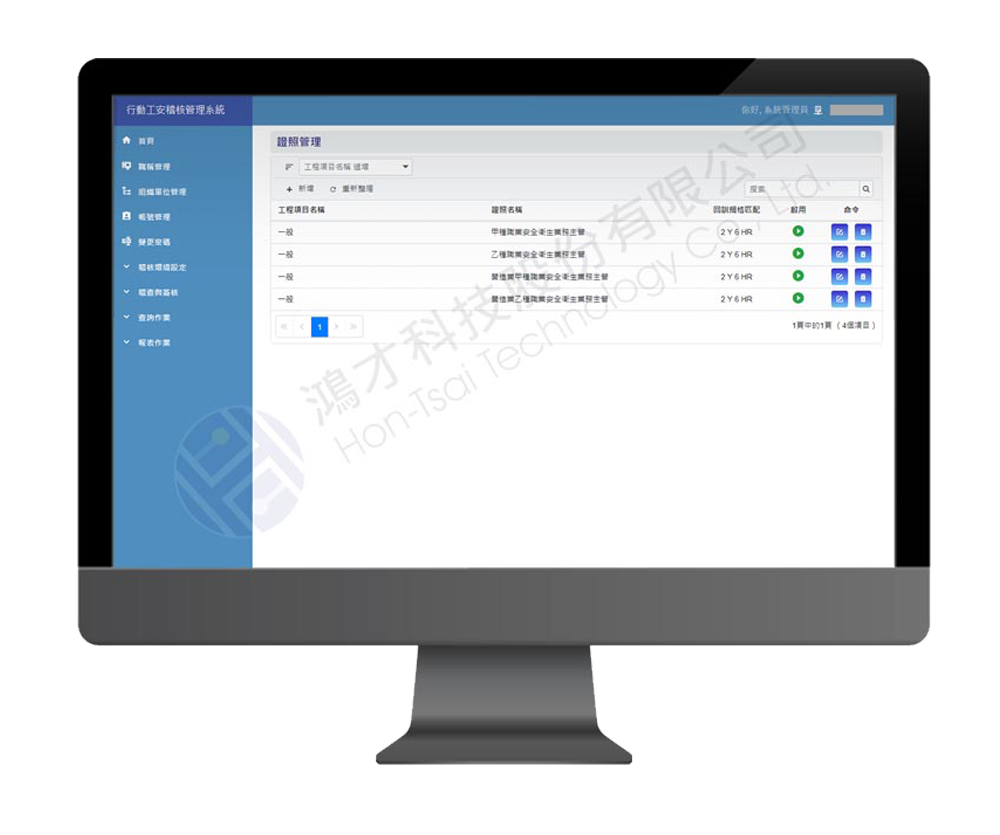 行動工安稽核管理系統
你好, 系統管理員
首頁
職稱管理
組織單位管理
帳號管理
變更密碼
稽核環境設定
稽查與簽核
查詢作業
報表作業
證照管理
工程項目名稱 遞增
新增 重新整理
搜索
工程項目名稱 證照名稱 回訓規格匹配 啟用 命令
一般 甲種職業安全衛生業務主管 2 Y 6 HR
一般 乙種職業安全衛生業務主管 2 Y 6 HR
一般 營造業甲種職業安全衛生業務主管 2 Y 6 HR
一般 營造業乙種職業安全衛生業務主管 2 Y 6 HR
« ‹ 1 › »
1頁中的1頁 (4個項目)
鴻才科技股份有限公司
Hon-Tsai Technology Co., Ltd.